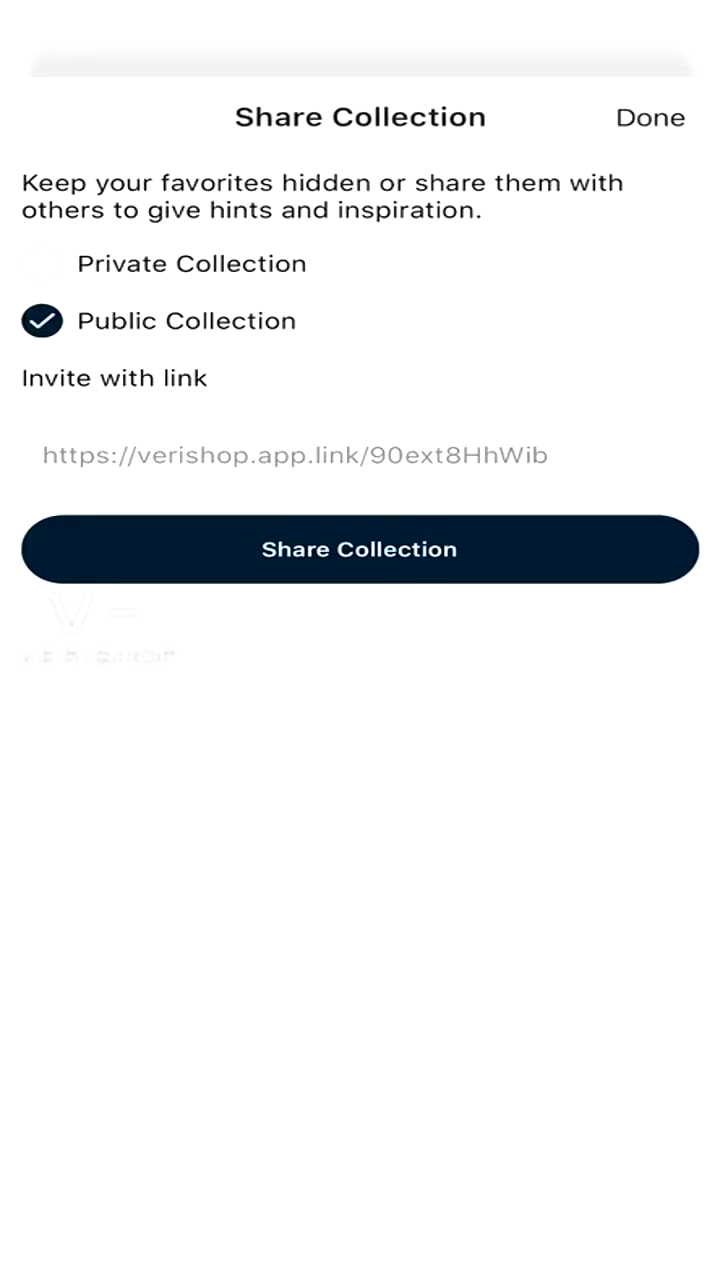 Share Collection
Done
Keep your favorites hidden or share them with
others to give hints and inspiration.
Private Collection
Public Collection
Invite with link
https://verishop.app.link/90ext8HhWib
Share Collection